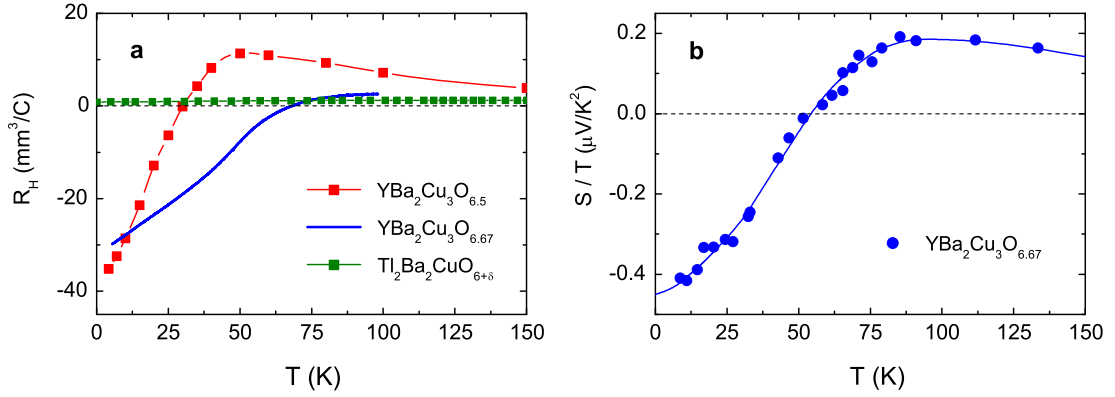 a
20
0
-20
-40
R_H (mm³/C)
YBa₂Cu₃O₆.₅
YBa₂Cu₃O₆.₆₇
Tl₂Ba₂CuO₆₊δ
0 25 50 75 100 125 150
T (K)
b
0.2
0.0
-0.2
-0.4
S / T (μV/K²)
YBa₂Cu₃O₆.₆₇
0 25 50 75 100 125 150
T (K)